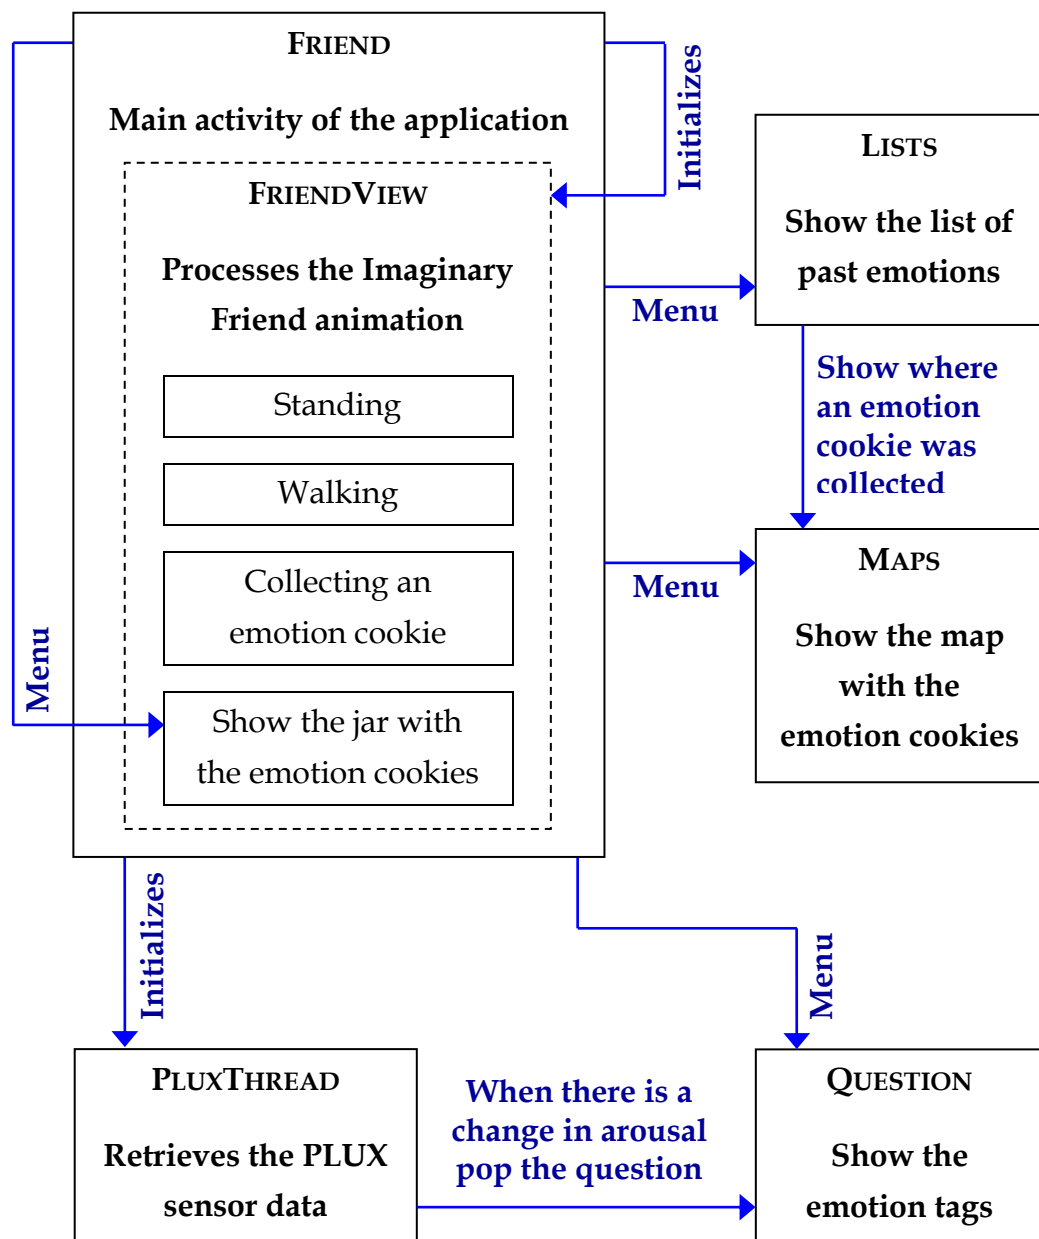 FRIEND
Main activity of the application
Initializes
FRIENDVIEW
Processes the Imaginary
Friend animation
Standing
Walking
Collecting an
emotion cookie
Show the jar with
the emotion cookies
Menu
Menu
LISTS
Show the list of
past emotions
Show where
an emotion
cookie was
collected
Menu
MAPS
Show the map
with the
emotion cookies
Initializes
Menu
PLUXTHREAD
Retrieves the PLUX
sensor data
When there is a
change in arousal
pop the question
QUESTION
Show the
emotion tags